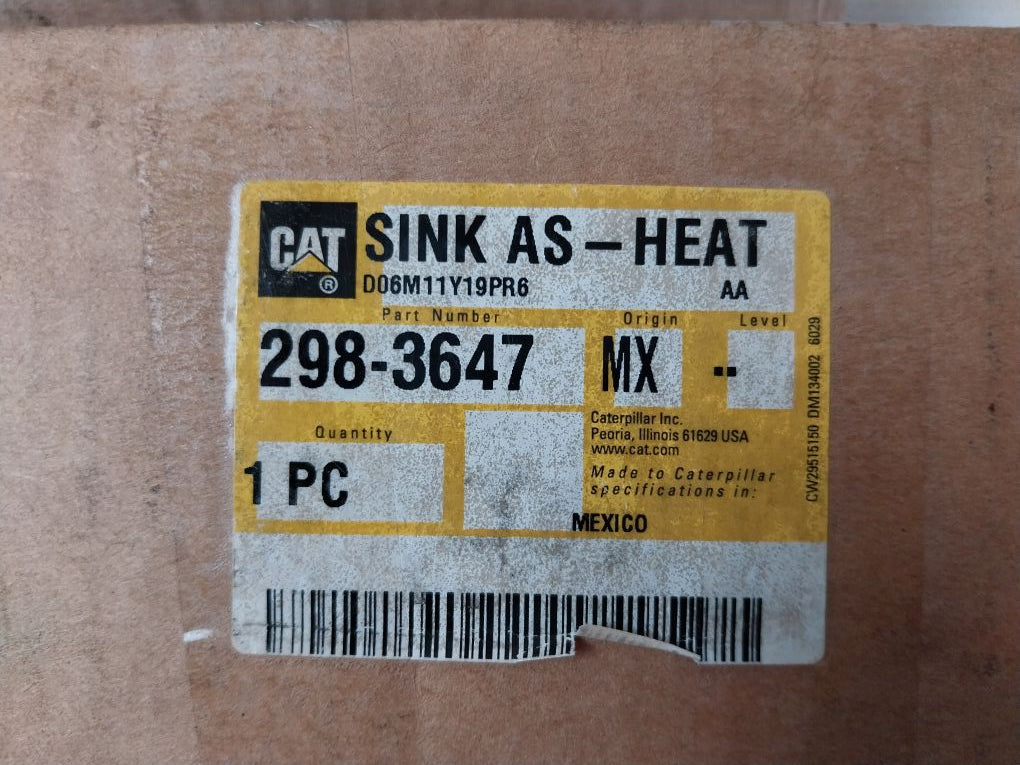 CAT
®
SINK AS - HEAT
D06M11Y19PR6 AA
Part Number Origin Level
298-3647 MX --
Caterpillar Inc.
Peoria, Illinois 61629 USA
www.cat.com
Quantity
1 PC
Made to Caterpillar
specifications in:
MEXICO
CW29515150 DM134002 6029